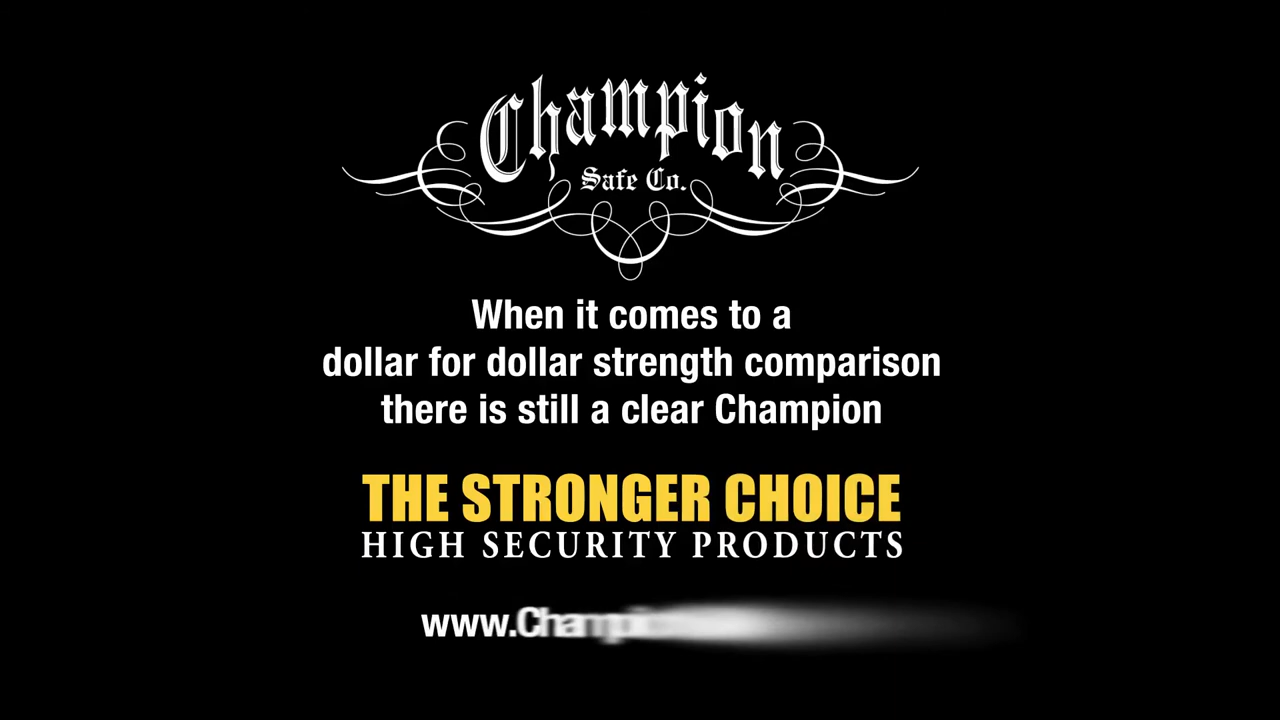 Champion
Safe Co.
When it comes to a
dollar for dollar strength comparison
there is still a clear Champion
THE STRONGER CHOICE
HIGH SECURITY PRODUCTS
www.Champio